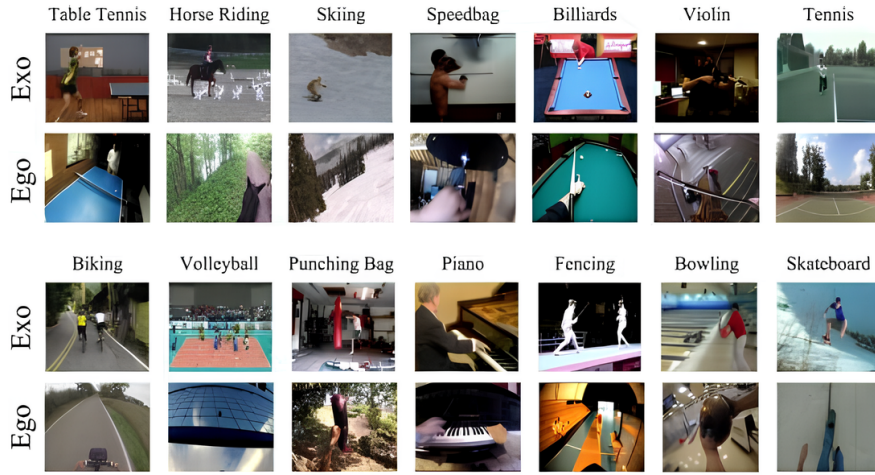 Table Tennis Horse Riding Skiing Speedbag Billiards Violin Tennis
Exo
Ego
Biking Volleyball Punching Bag Piano Fencing Bowling Skateboard
Exo
Ego